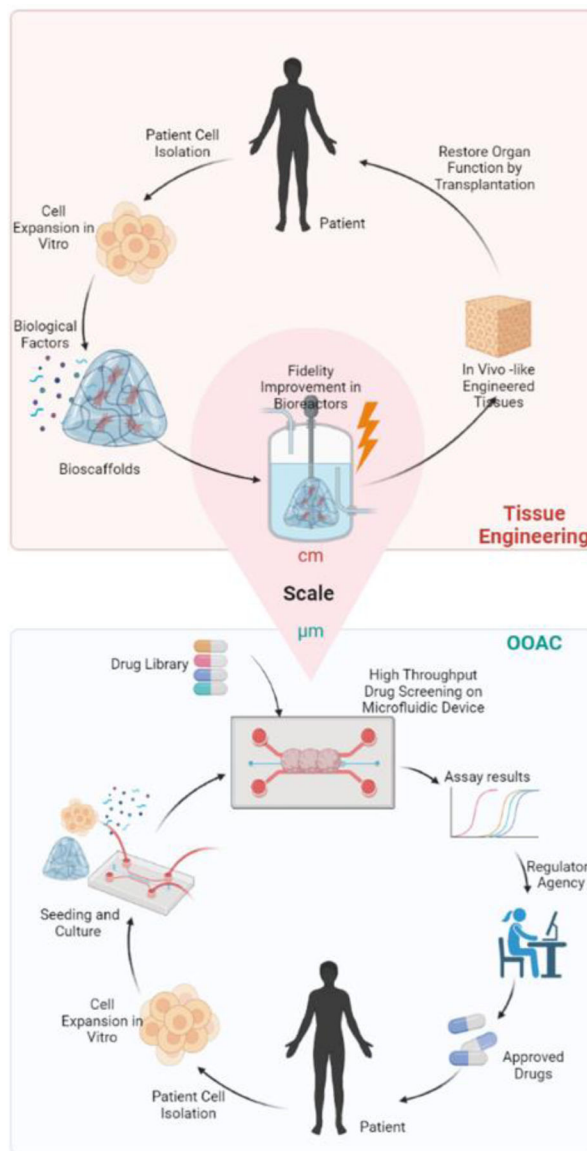 Patient Cell
Isolation
Restore Organ
Function by
Transplantation
Patient
Cell
Expansion in
Vitro
Biological
Factors
Bioscaffolds
Fidelity
Improvement in
Bioreactors
In Vivo -like
Engineered
Tissues
Tissue
Engineering
cm
Scale
µm
OOAC
Drug Library
High Throughput
Drug Screening on
Microfluidic Device
Assay results
Regulator
Agency
Seeding and
Culture
Cell
Expansion in
Vitro
Approved
Drugs
Patient Cell
Isolation
Patient